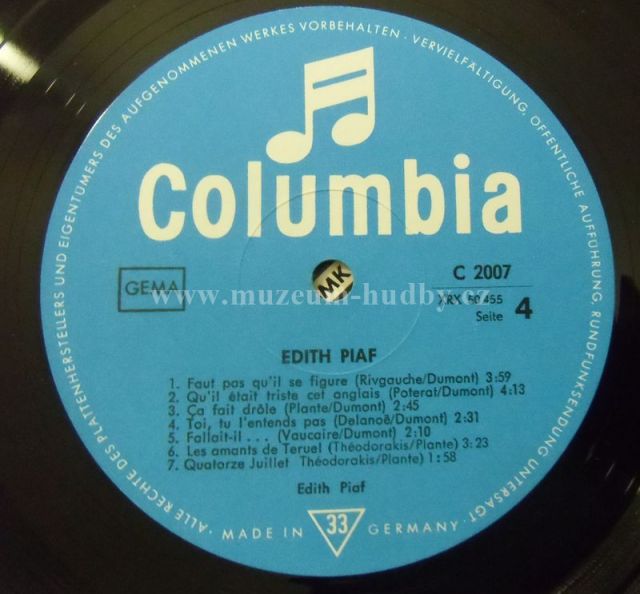 · ALLE RECHTE DES PLATTENHERSTELLERS UND EIGENTÜMERS DES AUFGENOMMENEN WERKES VORBEHALTEN · VERVIELFÄLTIGUNG, ÖFFENTLICHE AUFFÜHRUNG, RUNDFUNKSENDUNG UNTERSAGT ·
Columbia
GEMA
MK
C 2007
www.muzeum-hudby.cz
XRX 60 455
Seite 4
EDITH PIAF
1. Faut pas qu'il se figure (Rivgauche/Dumont) 3:59
2. Qu'il était triste cet anglais (Poterat/Dumont) 4:13
3. Ça fait drôle (Plante/Dumont) 2:45
4. Toi, tu l'entends pas (Delanoë/Dumont) 2:31
5. Fallait-il . . . (Vaucaire/Dumont) 2:10
6. Les amants de Teruel (Théodorakis/Plante) 3:23
7. Quatorze Juillet Théodorakis/Plante) 1:58
Edith Piaf
MADE IN 33 GERMANY